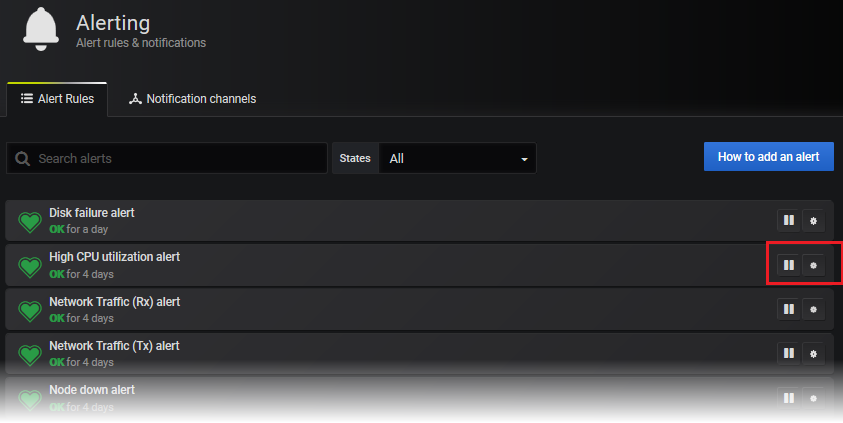 Alerting
Alert rules & notifications
Alert Rules
Notification channels
Search alerts
States
All
How to add an alert
Disk failure alert
OK for a day
High CPU utilization alert
OK for 4 days
Network Traffic (Rx) alert
OK for 4 days
Network Traffic (Tx) alert
OK for 4 days
Node down alert
OK for 4 days